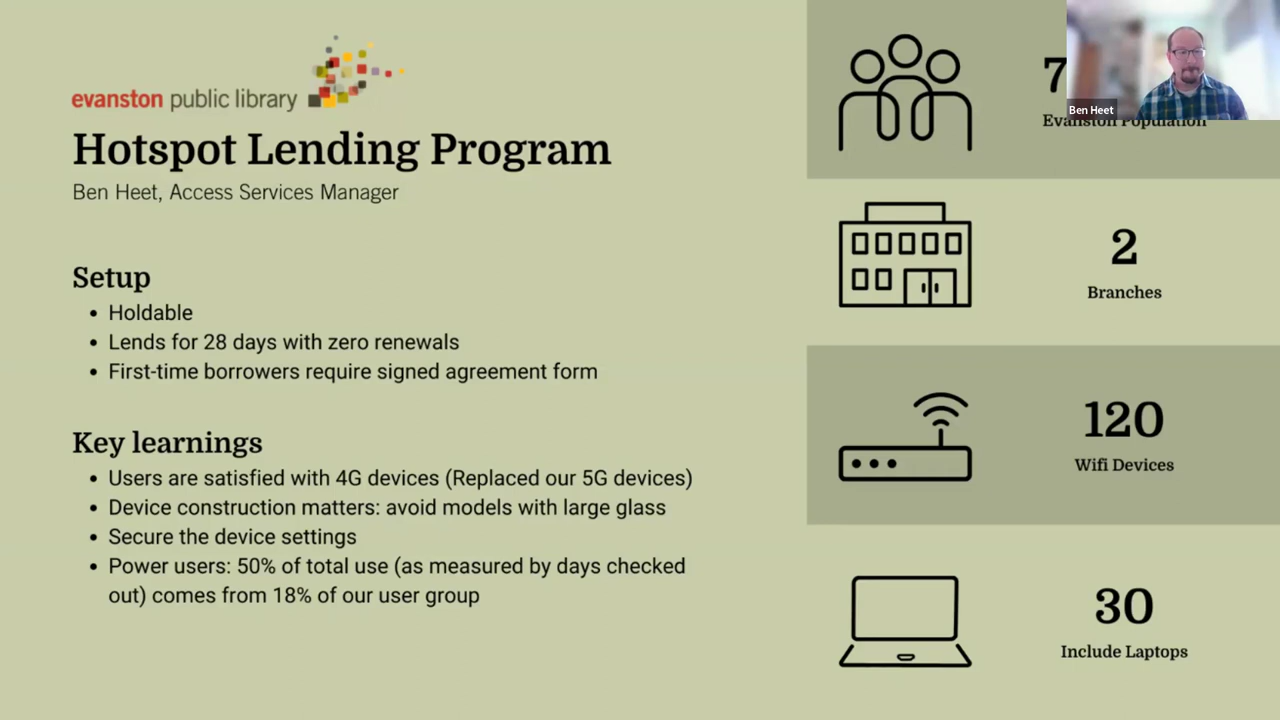 evanston public library
Hotspot Lending Program
Ben Heet, Access Services Manager
Setup
• Holdable
• Lends for 28 days with zero renewals
• First-time borrowers require signed agreement form
Key learnings
• Users are satisfied with 4G devices (Replaced our 5G devices)
• Device construction matters: avoid models with large glass
• Secure the device settings
• Power users: 50% of total use (as measured by days checked
out) comes from 18% of our user group
Ben Heet
Evanston Population
2
Branches
120
Wifi Devices
30
Include Laptops